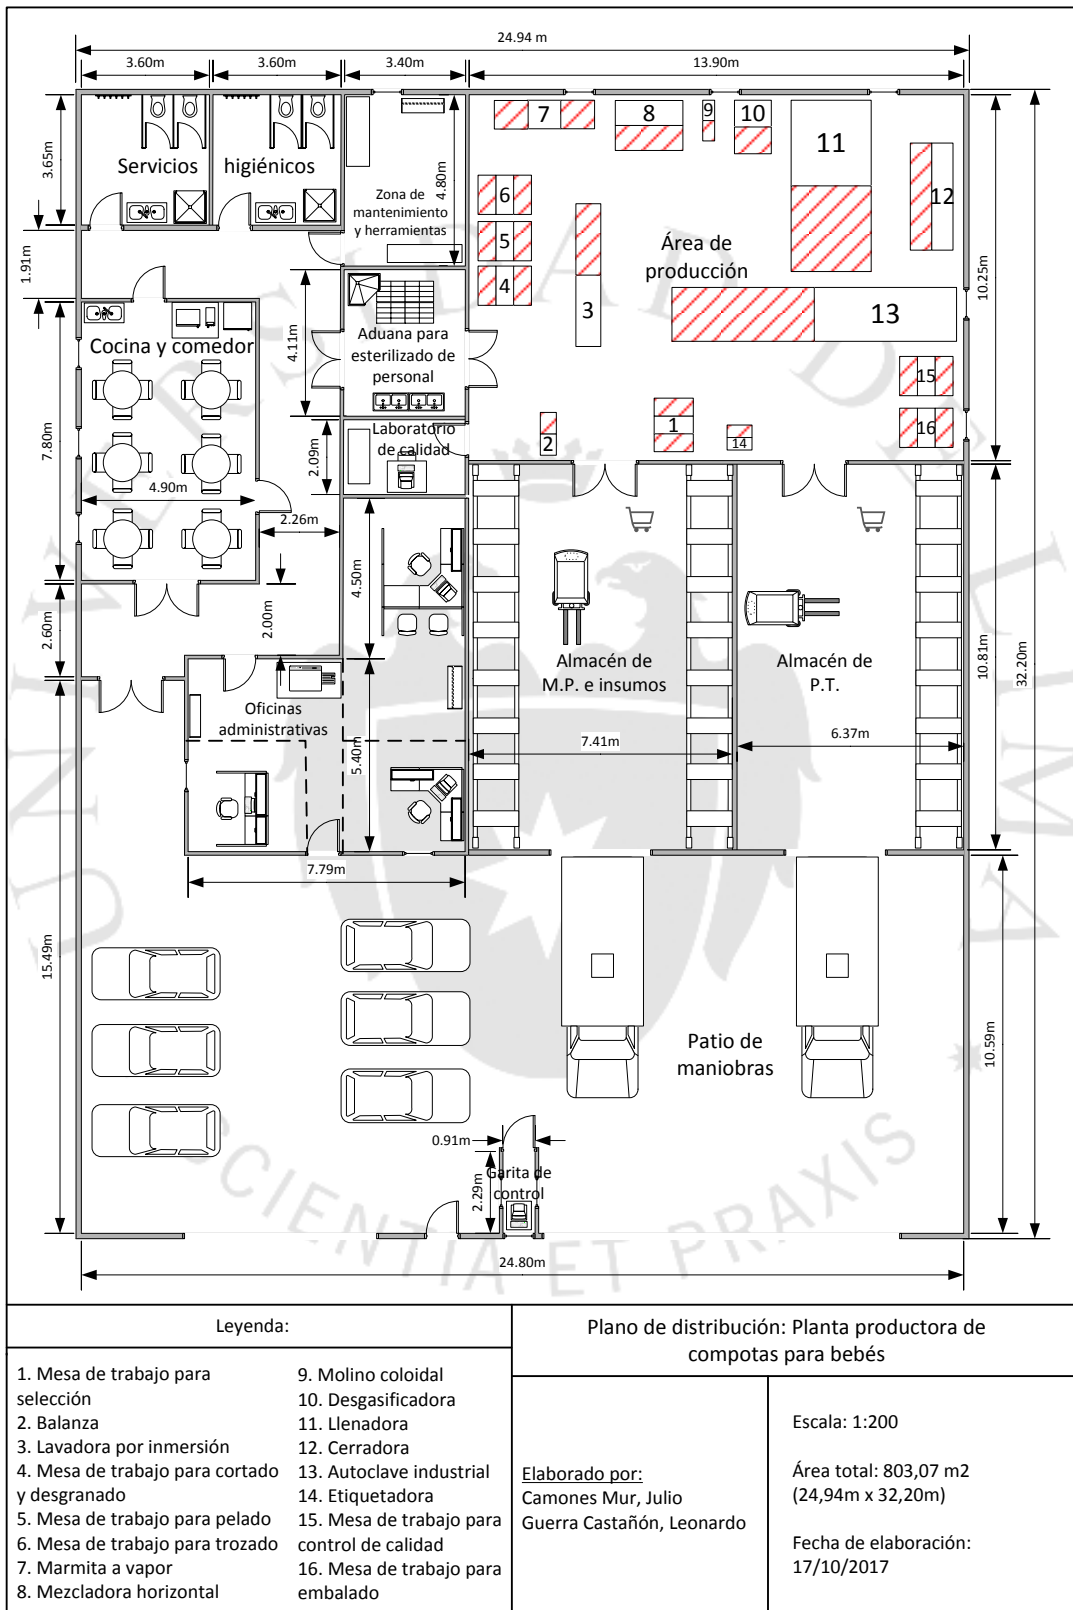 24.94 m
3.60m
3.60m
3.40m
13.90m
3.65m
Servicios
higiénicos
4.80m
Zona de
mantenimiento
y herramientas
7
8
9
10
11
12
6
5
4
3
Área de
producción
13
10.25m
1.91m
Cocina y comedor
4.11m
Aduana para
esterilizado de
personal
15
16
1
2
14
7.80m
Laboratorio
de calidad
2.09m
4.90m
2.26m
4.50m
2.60m
2.00m
Almacén de
M.P. e insumos
Almacén de
P.T.
10.81m
32.20m
Oficinas
administrativas
5.40m
7.41m
6.37m
7.79m
15.49m
Patio de
maniobras
10.59m
0.91m
2.29m
Garita de
control
24.80m
UNIVERSIDAD DE LIMA
SCIENTIA ET PRAXIS
Leyenda:
1. Mesa de trabajo para
selección
2. Balanza
3. Lavadora por inmersión
4. Mesa de trabajo para cortado
y desgranado
5. Mesa de trabajo para pelado
6. Mesa de trabajo para trozado
7. Marmita a vapor
8. Mezcladora horizontal
9. Molino coloidal
10. Desgasificadora
11. Llenadora
12. Cerradora
13. Autoclave industrial
14. Etiquetadora
15. Mesa de trabajo para
control de calidad
16. Mesa de trabajo para
embalado
Plano de distribución: Planta productora de
compotas para bebés
Elaborado por:
Camones Mur, Julio
Guerra Castañón, Leonardo
Escala: 1:200
Área total: 803,07 m2
(24,94m x 32,20m)
Fecha de elaboración:
17/10/2017